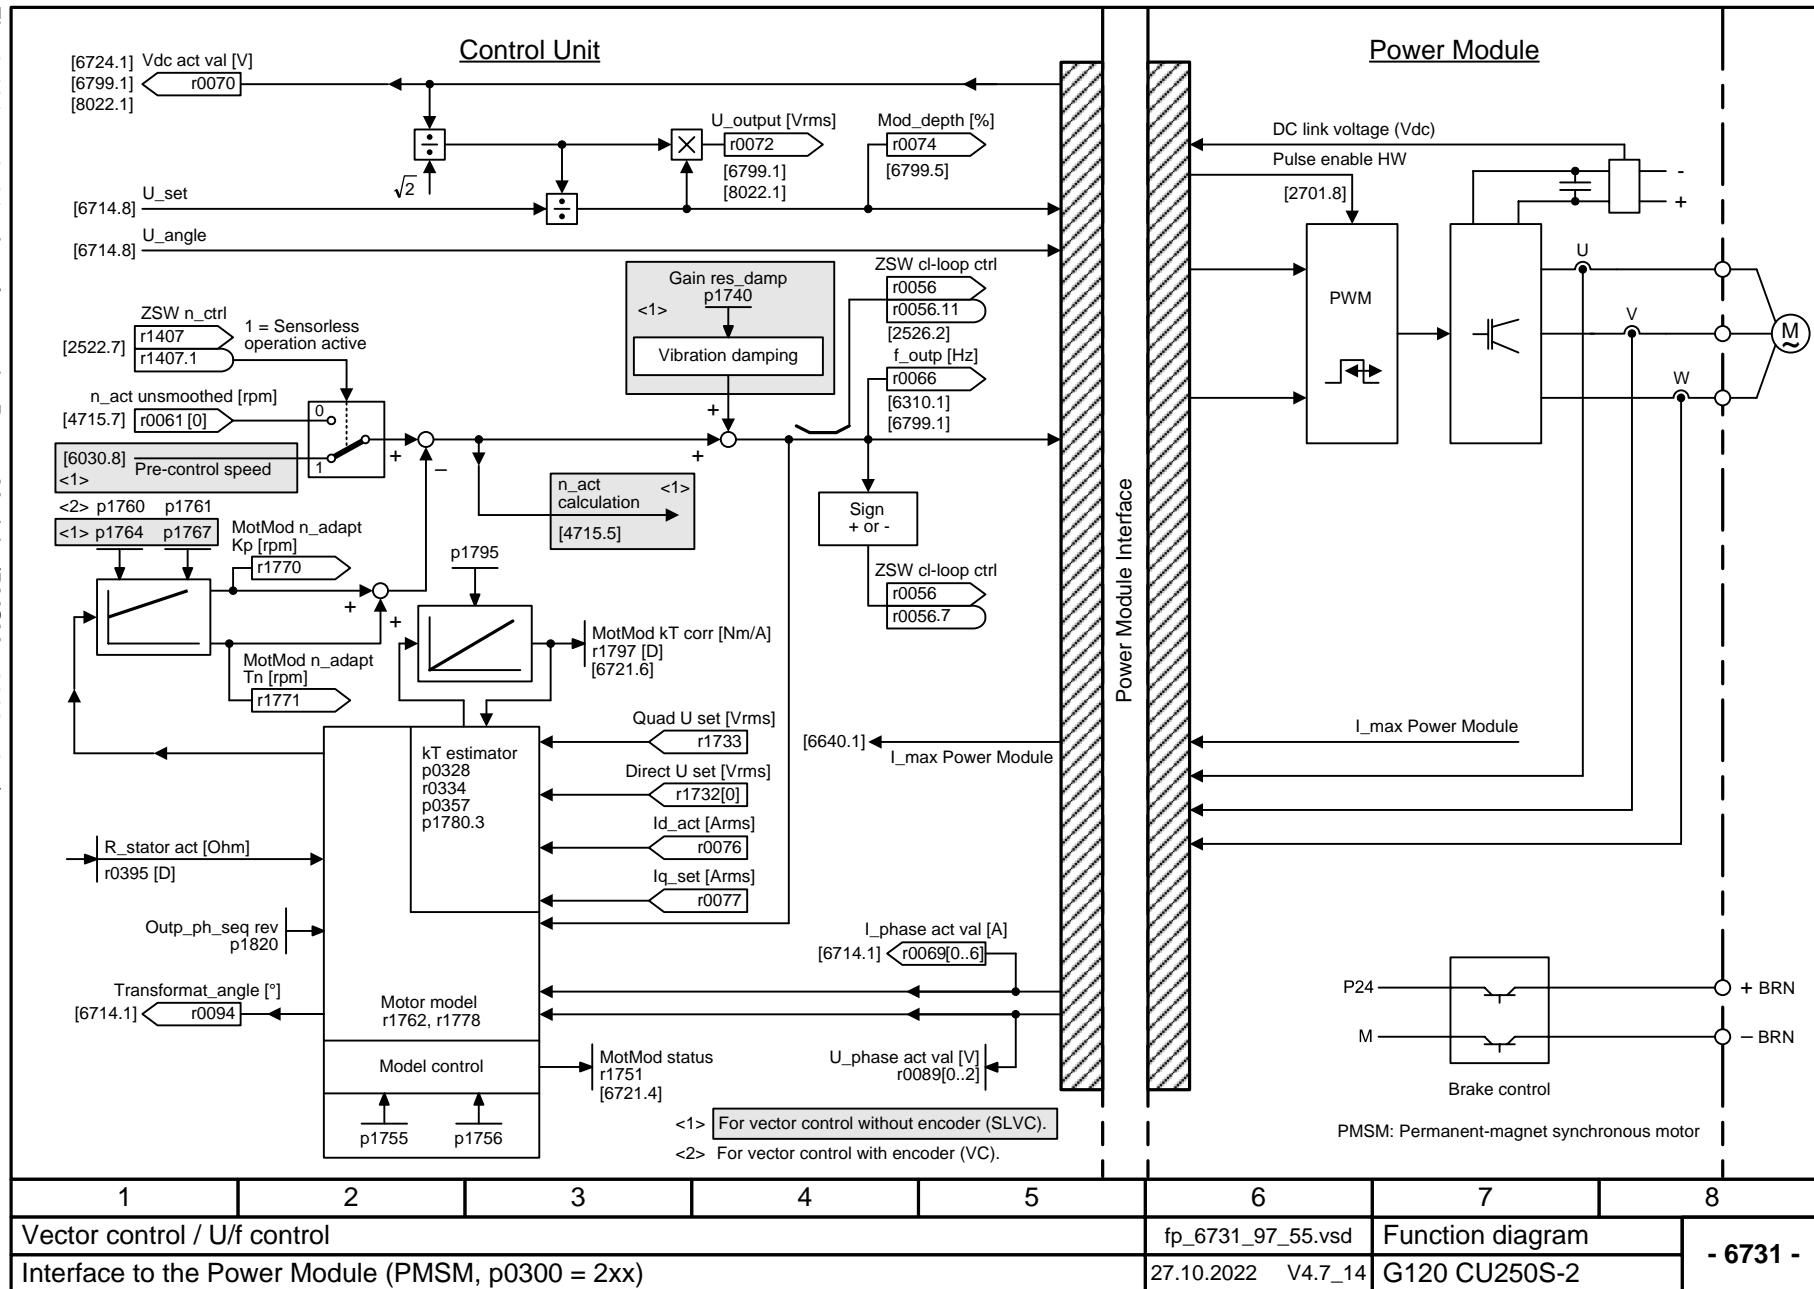 Control Unit
Power Module
[6724.1] Vdc act val [V]
[6799.1] r0070
[8022.1]
U_output [Vrms]
r0072
[6799.1]
[8022.1]
Mod_depth [%]
r0074
[6799.5]
÷
√2
×
÷
U_set
[6714.8]
U_angle
[6714.8]
DC link voltage (Vdc)
Pulse enable HW
[2701.8]
-
+
PWM
U
V
W
M
~
ZSW n_ctrl
r1407
[2522.7]
r1407.1
1 = Sensorless
operation active
n_act unsmoothed [rpm]
[4715.7] r0061 [0]
0
1
[6030.8] Pre-control speed
<1>
+
–
Gain res_damp
p1740
<1>
Vibration damping
+
+
ZSW cl-loop ctrl
r0056
r0056.11
[2526.2]
f_outp [Hz]
r0066
[6310.1]
[6799.1]
n_act <1>
calculation
[4715.5]
Sign
+ or -
ZSW cl-loop ctrl
r0056
r0056.7
<2> p1760 p1761
<1> p1764 p1767
MotMod n_adapt
Kp [rpm]
r1770
+
+
MotMod n_adapt
Tn [rpm]
r1771
p1795
MotMod kT corr [Nm/A]
r1797 [D]
[6721.6]
Power Module Interface
kT estimator
p0328
r0334
p0357
p1780.3
Quad U set [Vrms]
r1733
Direct U set [Vrms]
r1732[0]
Id_act [Arms]
r0076
Iq_set [Arms]
r0077
[6640.1]
I_max Power Module
I_max Power Module
R_stator act [Ohm]
r0395 [D]
Outp_ph_seq rev
p1820
Transformat_angle [°]
[6714.1] r0094
Motor model
r1762, r1778
Model control
p1755 p1756
MotMod status
r1751
[6721.4]
I_phase act val [A]
[6714.1] r0069[0..6]
U_phase act val [V]
r0089[0..2]
P24
M
+ BRN
– BRN
Brake control
<1> For vector control without encoder (SLVC).
<2> For vector control with encoder (VC).
PMSM: Permanent-magnet synchronous motor
1 2 3 4 5 6 7 8
Vector control / U/f control
fp_6731_97_55.vsd
Function diagram
- 6731 -
Interface to the Power Module (PMSM, p0300 = 2xx)
27.10.2022 V4.7_14
G120 CU250S-2